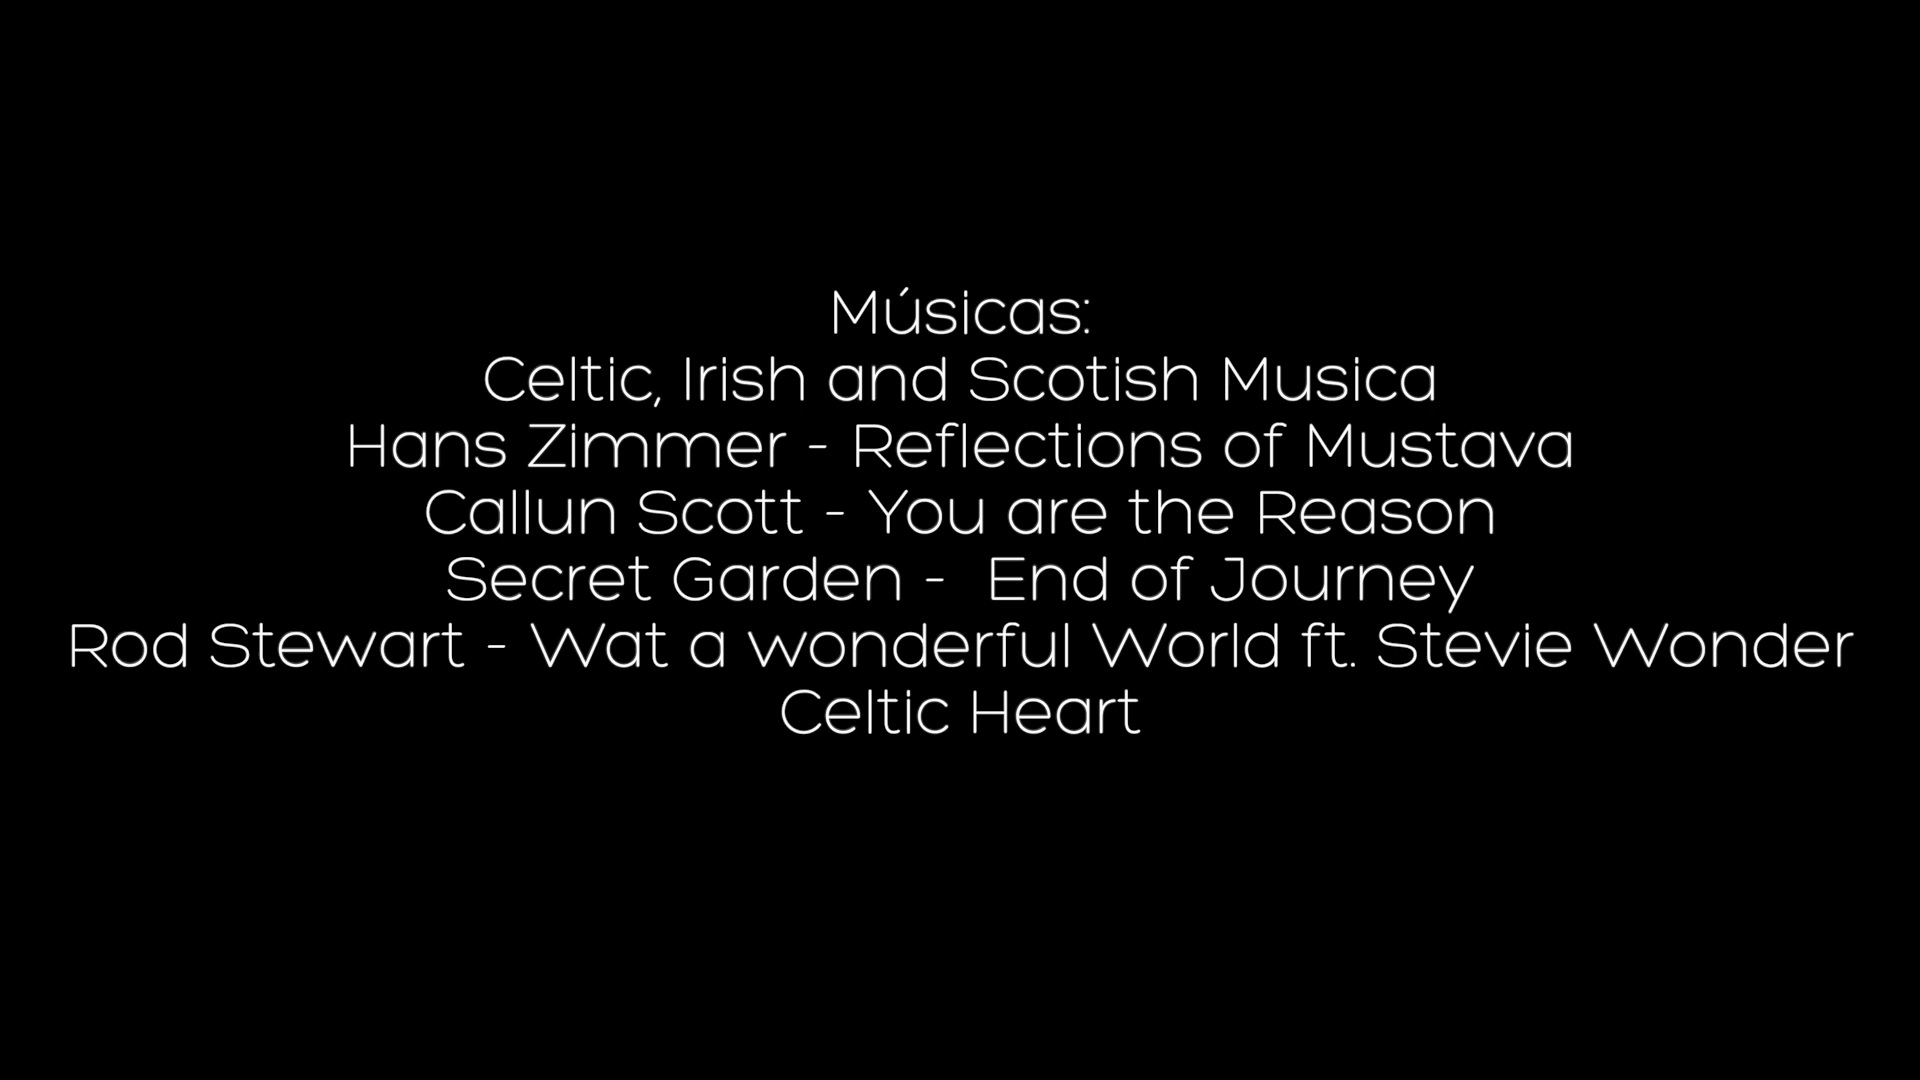 Músicas:
Celtic, Irish and Scotish Musica
Hans Zimmer - Reflections of Mustava
Callun Scott - You are the Reason
Secret Garden -  End of Journey
Rod Stewart - Wat a wonderful World ft. Stevie Wonder
Celtic Heart